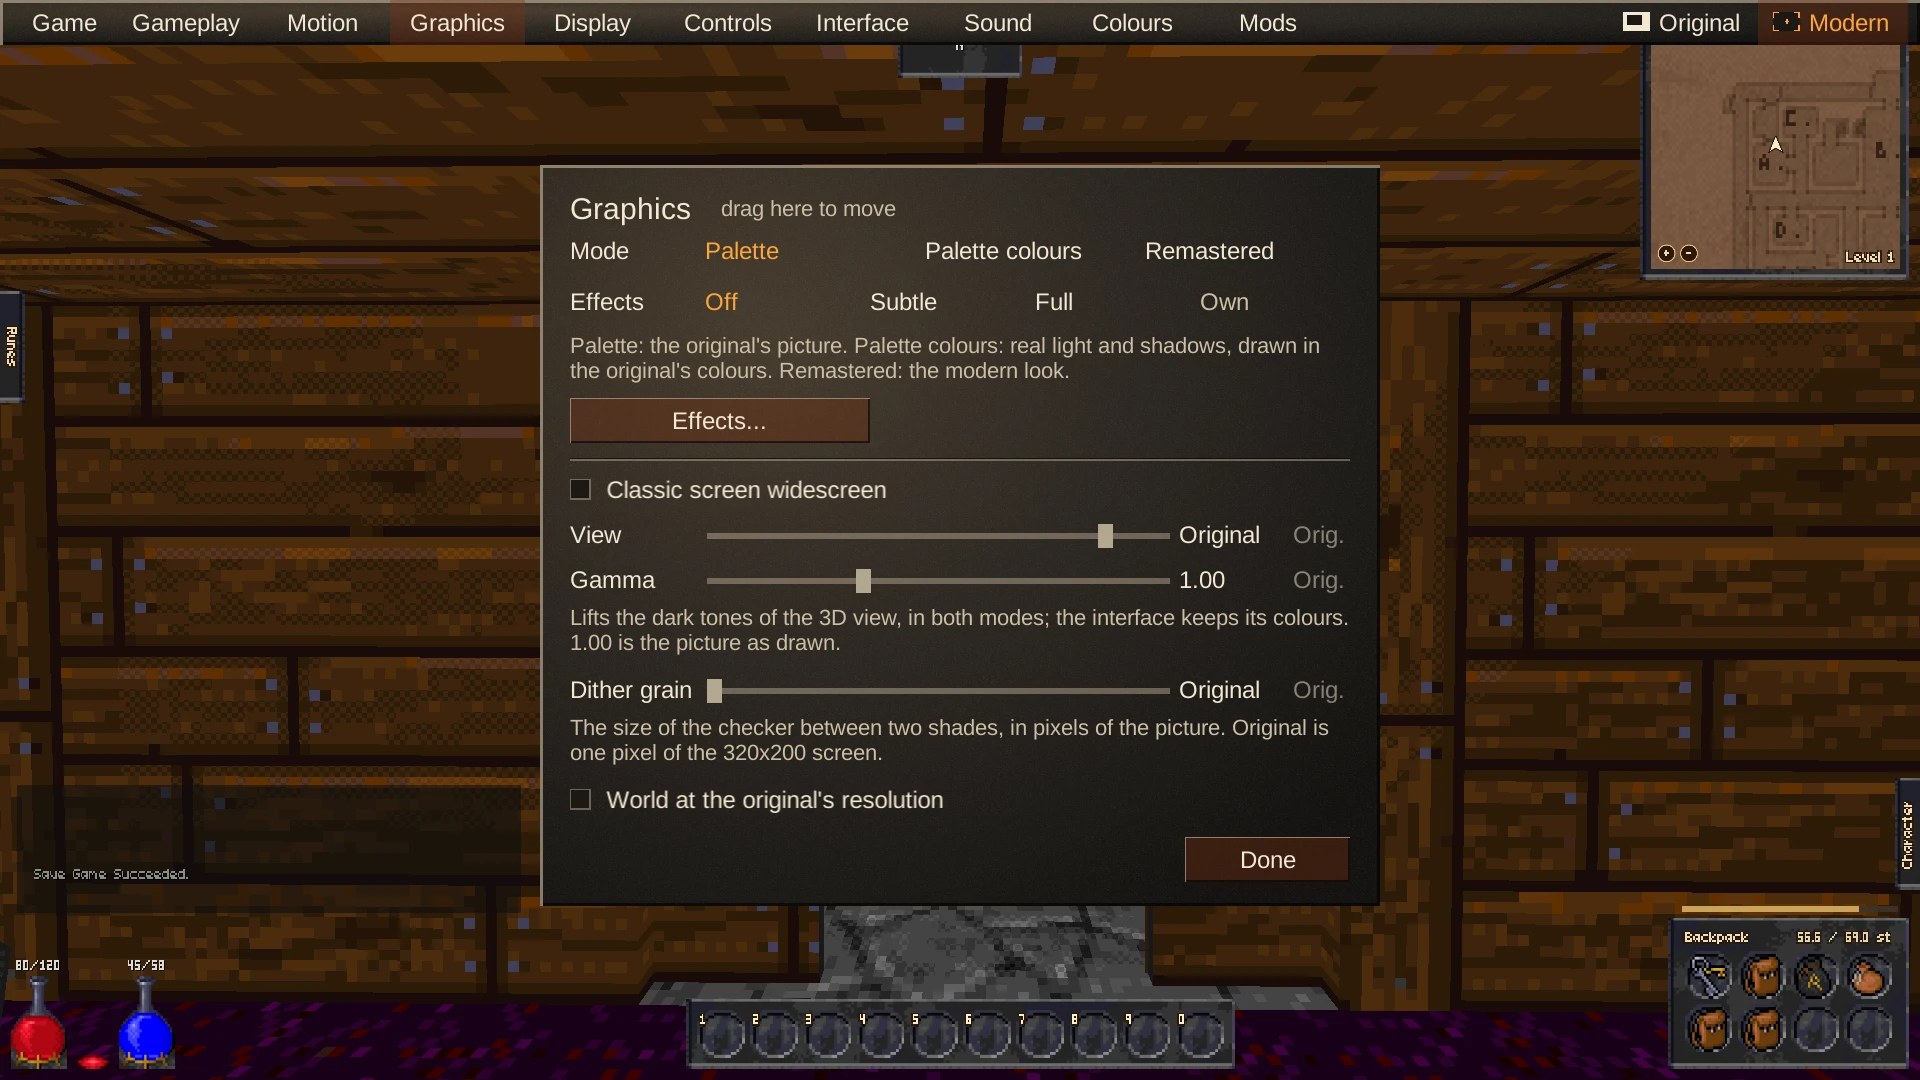 Game Gameplay Motion Graphics Display Controls Interface Sound Colours Mods Original Modern
C .
A .
B .
D .
Level 1
Runes
Graphics drag here to move
Mode Palette Palette colours Remastered
Effects Off Subtle Full Own
Palette: the original's picture. Palette colours: real light and shadows, drawn in
the original's colours. Remastered: the modern look.
Effects...
Classic screen widescreen
View Original Orig.
Gamma 1.00 Orig.
Lifts the dark tones of the 3D view, in both modes; the interface keeps its colours.
1.00 is the picture as drawn.
Dither grain Original Orig.
The size of the checker between two shades, in pixels of the picture. Original is
one pixel of the 320x200 screen.
World at the original's resolution
Done
Character
Save Game Succeeded.
Backpack 56.6 / 69.0 st
80/120 45/58
1 2 3 4 5 6 7 8 9 0